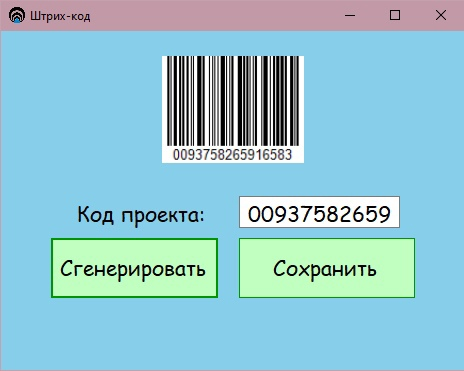 Штрих-код
0093758265916583
Код проекта:
00937582659
Сгенерировать
Сохранить